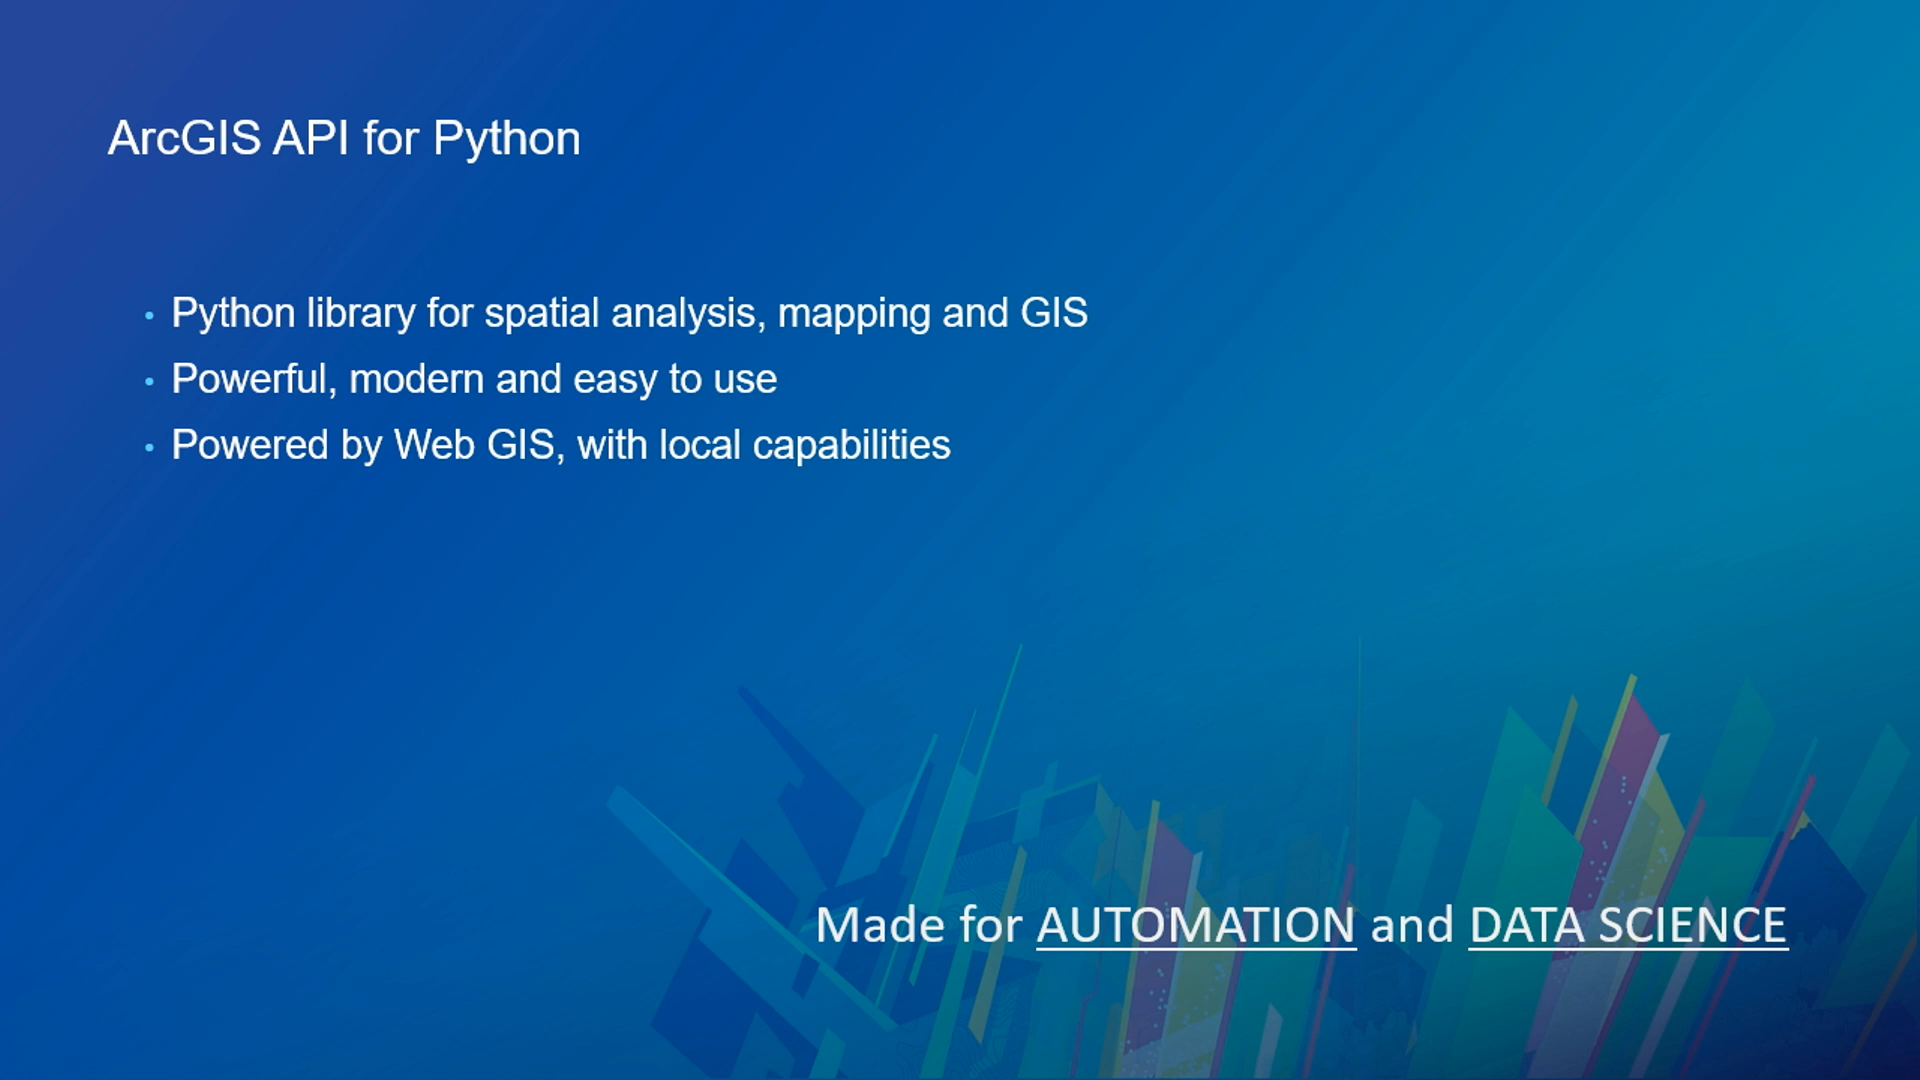 ArcGIS API for Python
• Python library for spatial analysis, mapping and GIS
• Powerful, modern and easy to use
• Powered by Web GIS, with local capabilities
Made for AUTOMATION and DATA SCIENCE